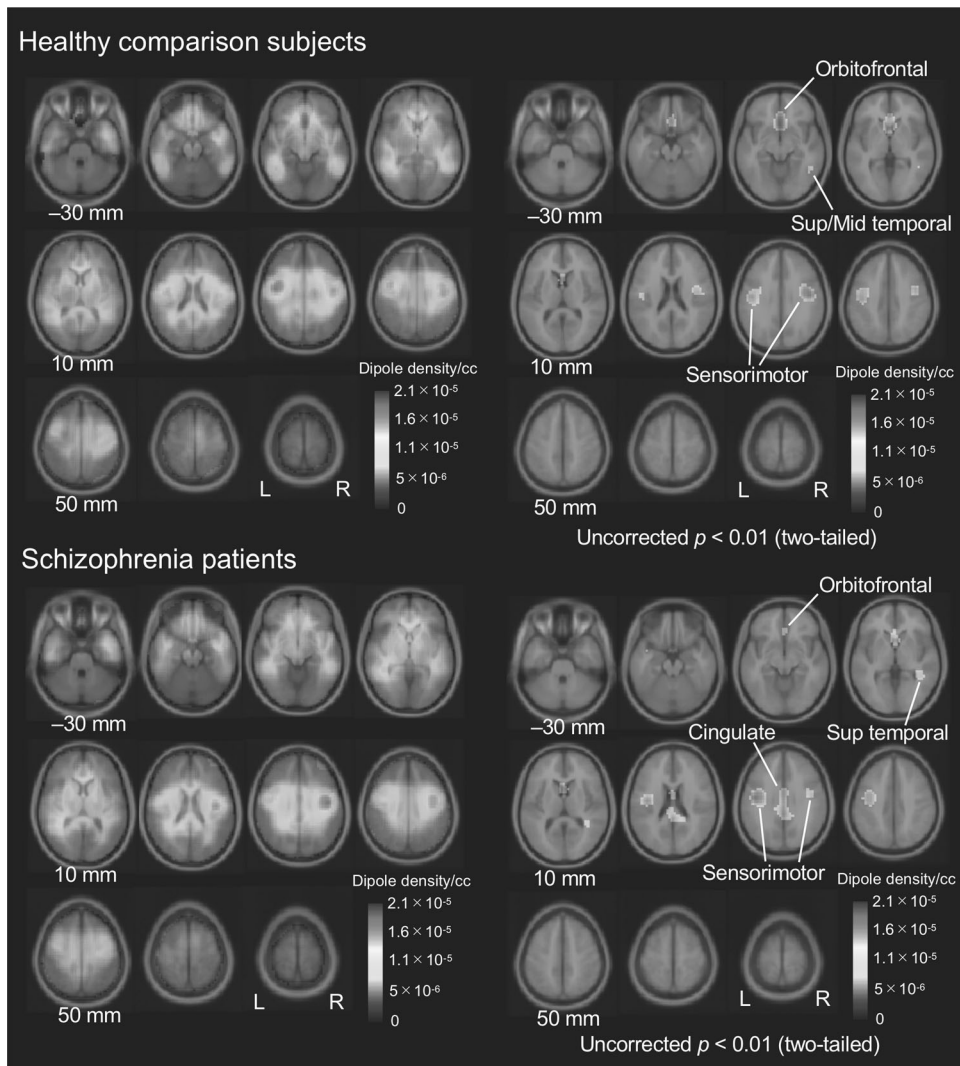 Healthy comparison subjects
Orbitofrontal
–30 mm
–30 mm
Sup/Mid temporal
10 mm
10 mm
Sensorimotor
Dipole density/cc
2.1 × 10⁻⁵
1.6 × 10⁻⁵
1.1 × 10⁻⁵
5 × 10⁻⁶
0
Dipole density/cc
2.1 × 10⁻⁵
1.6 × 10⁻⁵
1.1 × 10⁻⁵
5 × 10⁻⁶
0
50 mm
L R
50 mm
L R
Uncorrected p < 0.01 (two-tailed)
Schizophrenia patients
Orbitofrontal
–30 mm
–30 mm
Cingulate
Sup temporal
10 mm
10 mm
Sensorimotor
Dipole density/cc
2.1 × 10⁻⁵
1.6 × 10⁻⁵
1.1 × 10⁻⁵
5 × 10⁻⁶
0
Dipole density/cc
2.1 × 10⁻⁵
1.6 × 10⁻⁵
1.1 × 10⁻⁵
5 × 10⁻⁶
0
50 mm
L R
50 mm
L R
Uncorrected p < 0.01 (two-tailed)